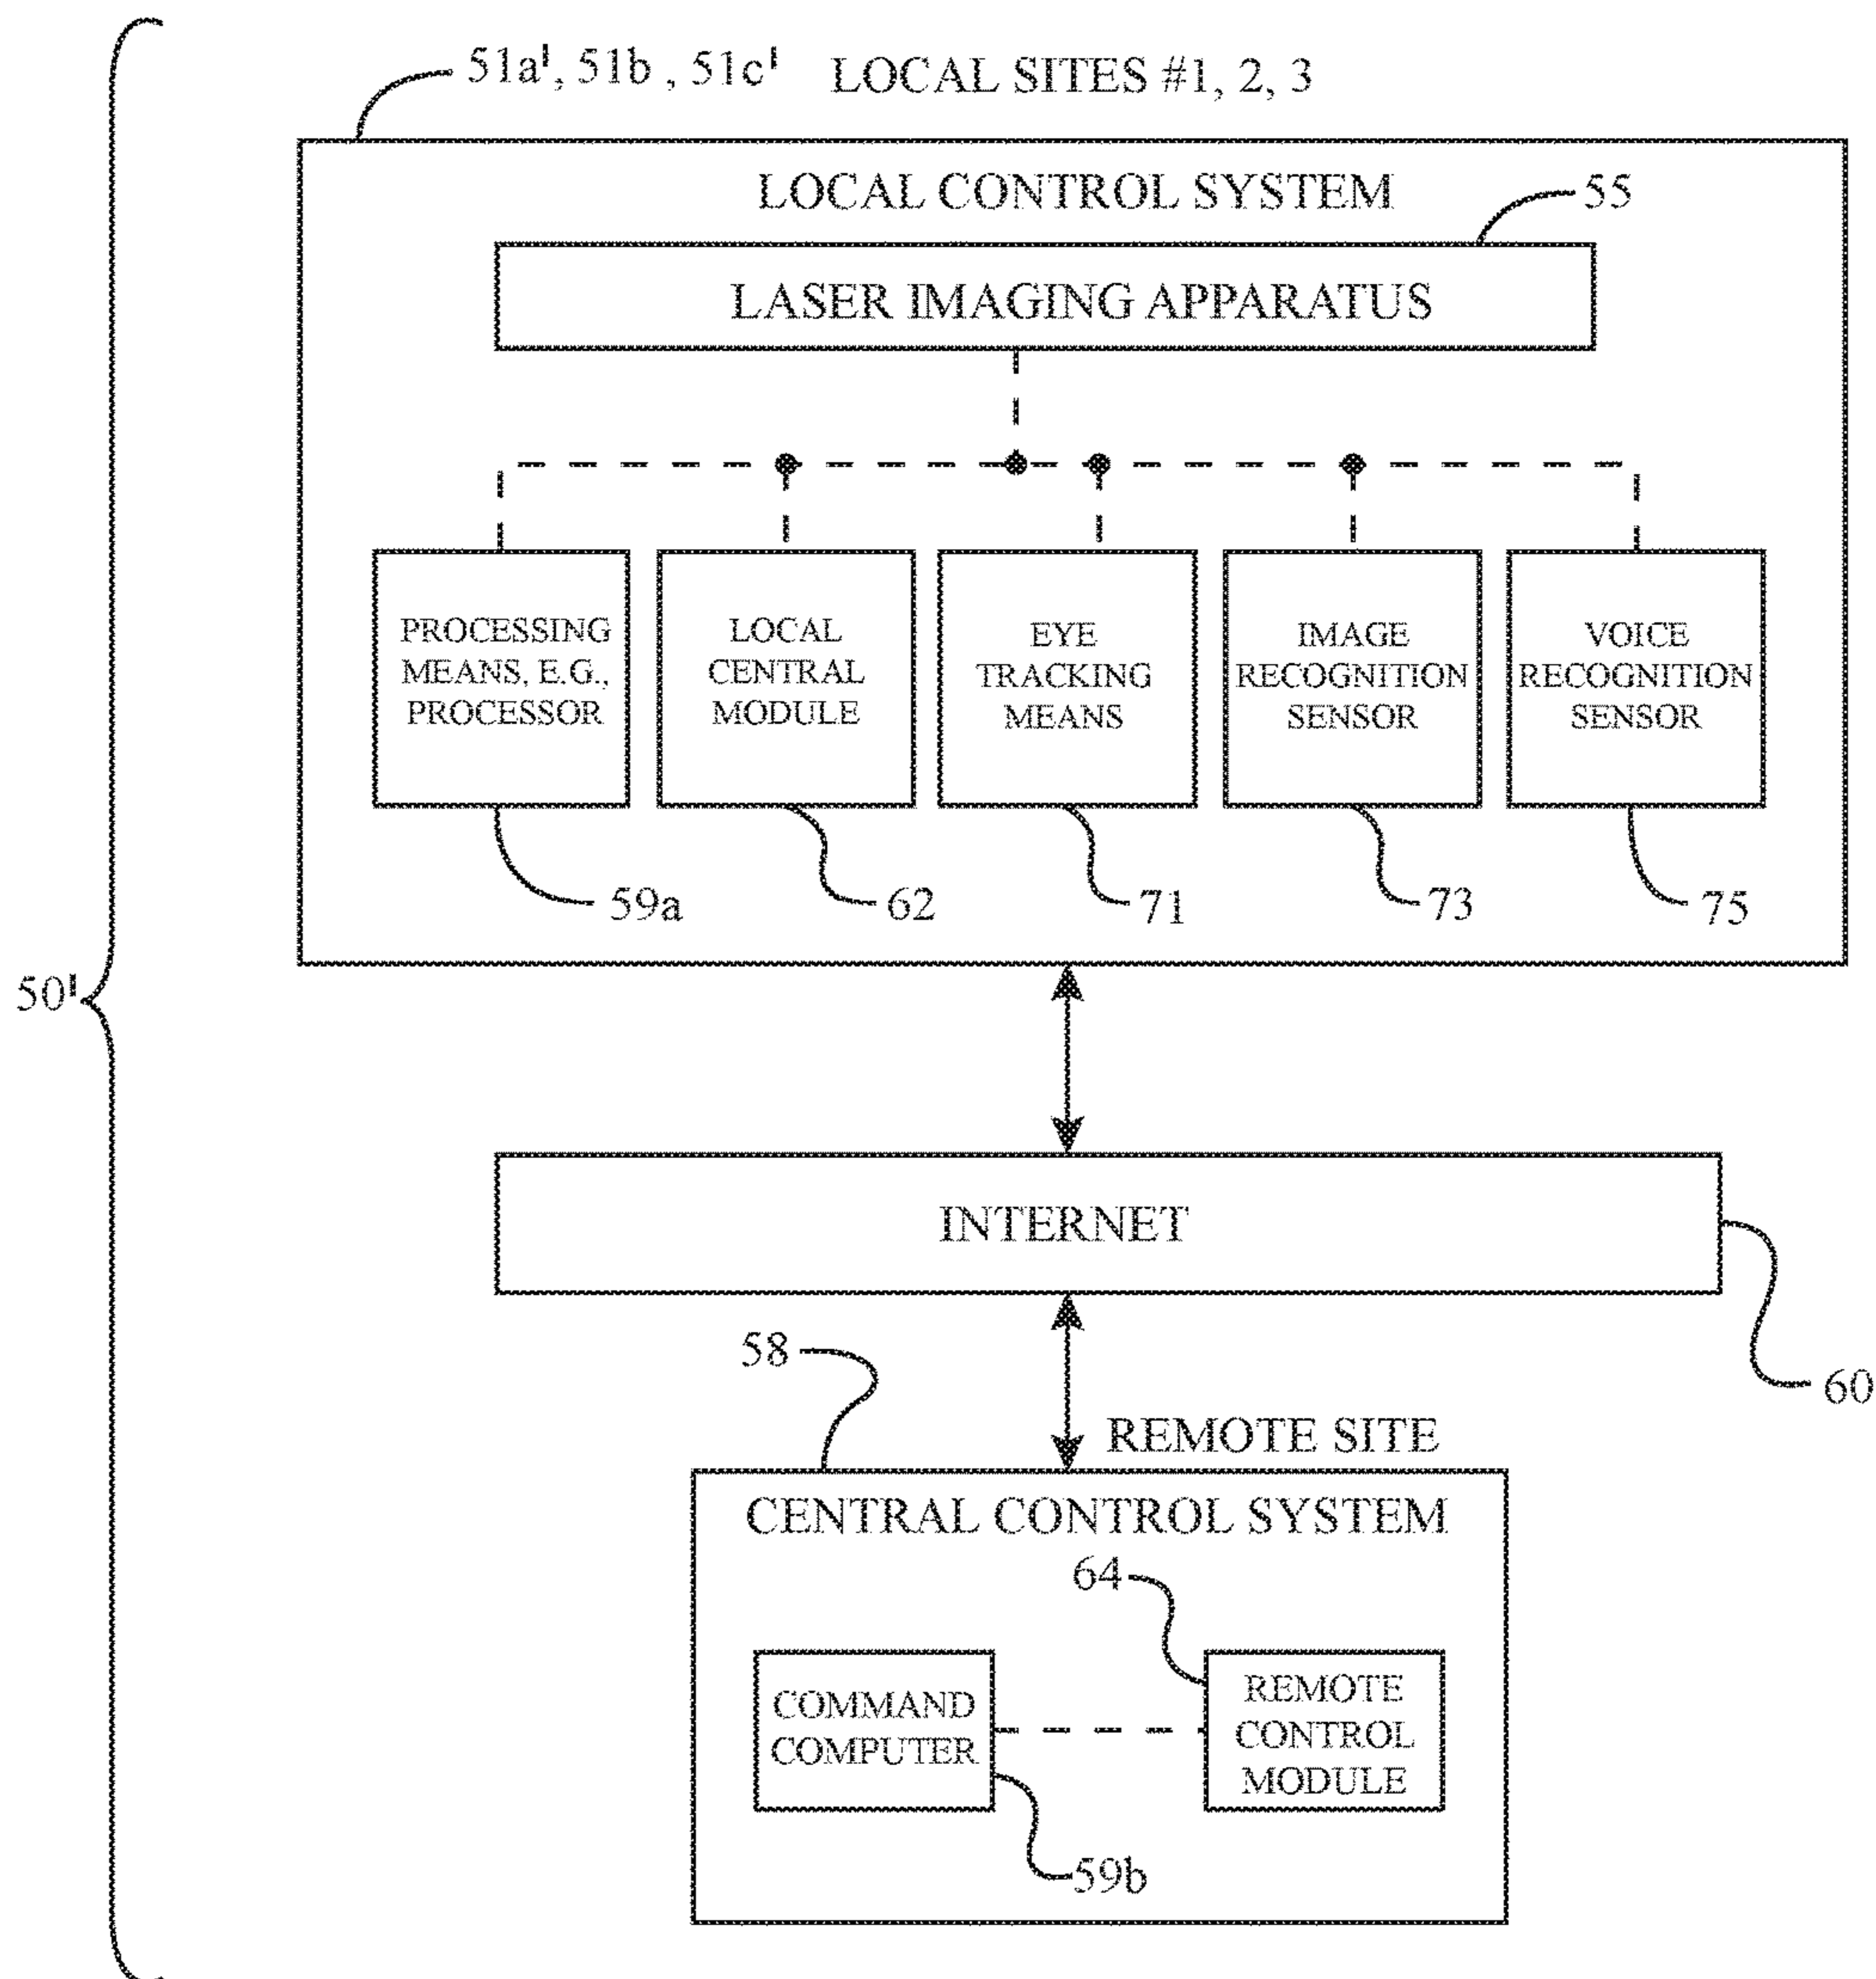 51a', 51b , 51c' LOCAL SITES #1, 2, 3
LOCAL CONTROL SYSTEM
55
LASER IMAGING APPARATUS
PROCESSING
MEANS, E.G.,
PROCESSOR
LOCAL
CENTRAL
MODULE
EYE
TRACKING
MEANS
IMAGE
RECOGNITION
SENSOR
VOICE
RECOGNITION
SENSOR
59a
62
71
73
75
50'
INTERNET
60
58
REMOTE SITE
CENTRAL CONTROL SYSTEM
64
COMMAND
COMPUTER
REMOTE
CONTROL
MODULE
59b